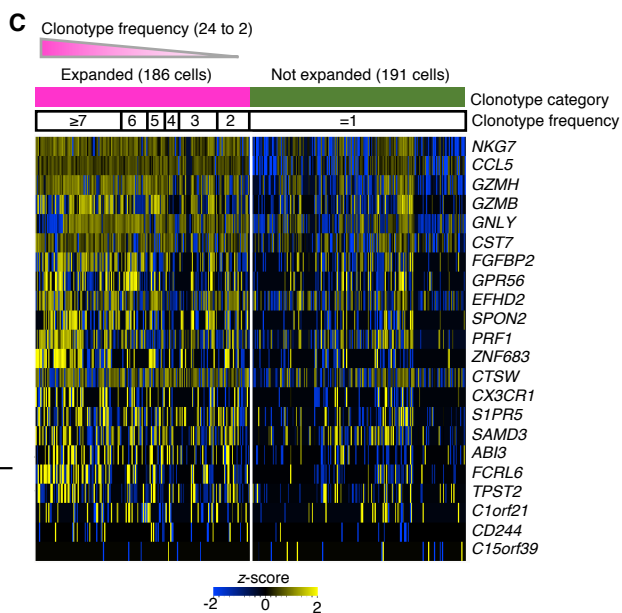 C
Clonotype frequency (24 to 2)
Expanded (186 cells) Not expanded (191 cells)
Clonotype category
≥7 6 5 4 3 2 =1 Clonotype frequency
NKG7
CCL5
GZMH
GZMB
GNLY
CST7
FGFBP2
GPR56
EFHD2
SPON2
PRF1
ZNF683
CTSW
CX3CR1
S1PR5
SAMD3
ABI3
FCRL6
TPST2
C1orf21
CD244
C15orf39
z-score
-2 0 2